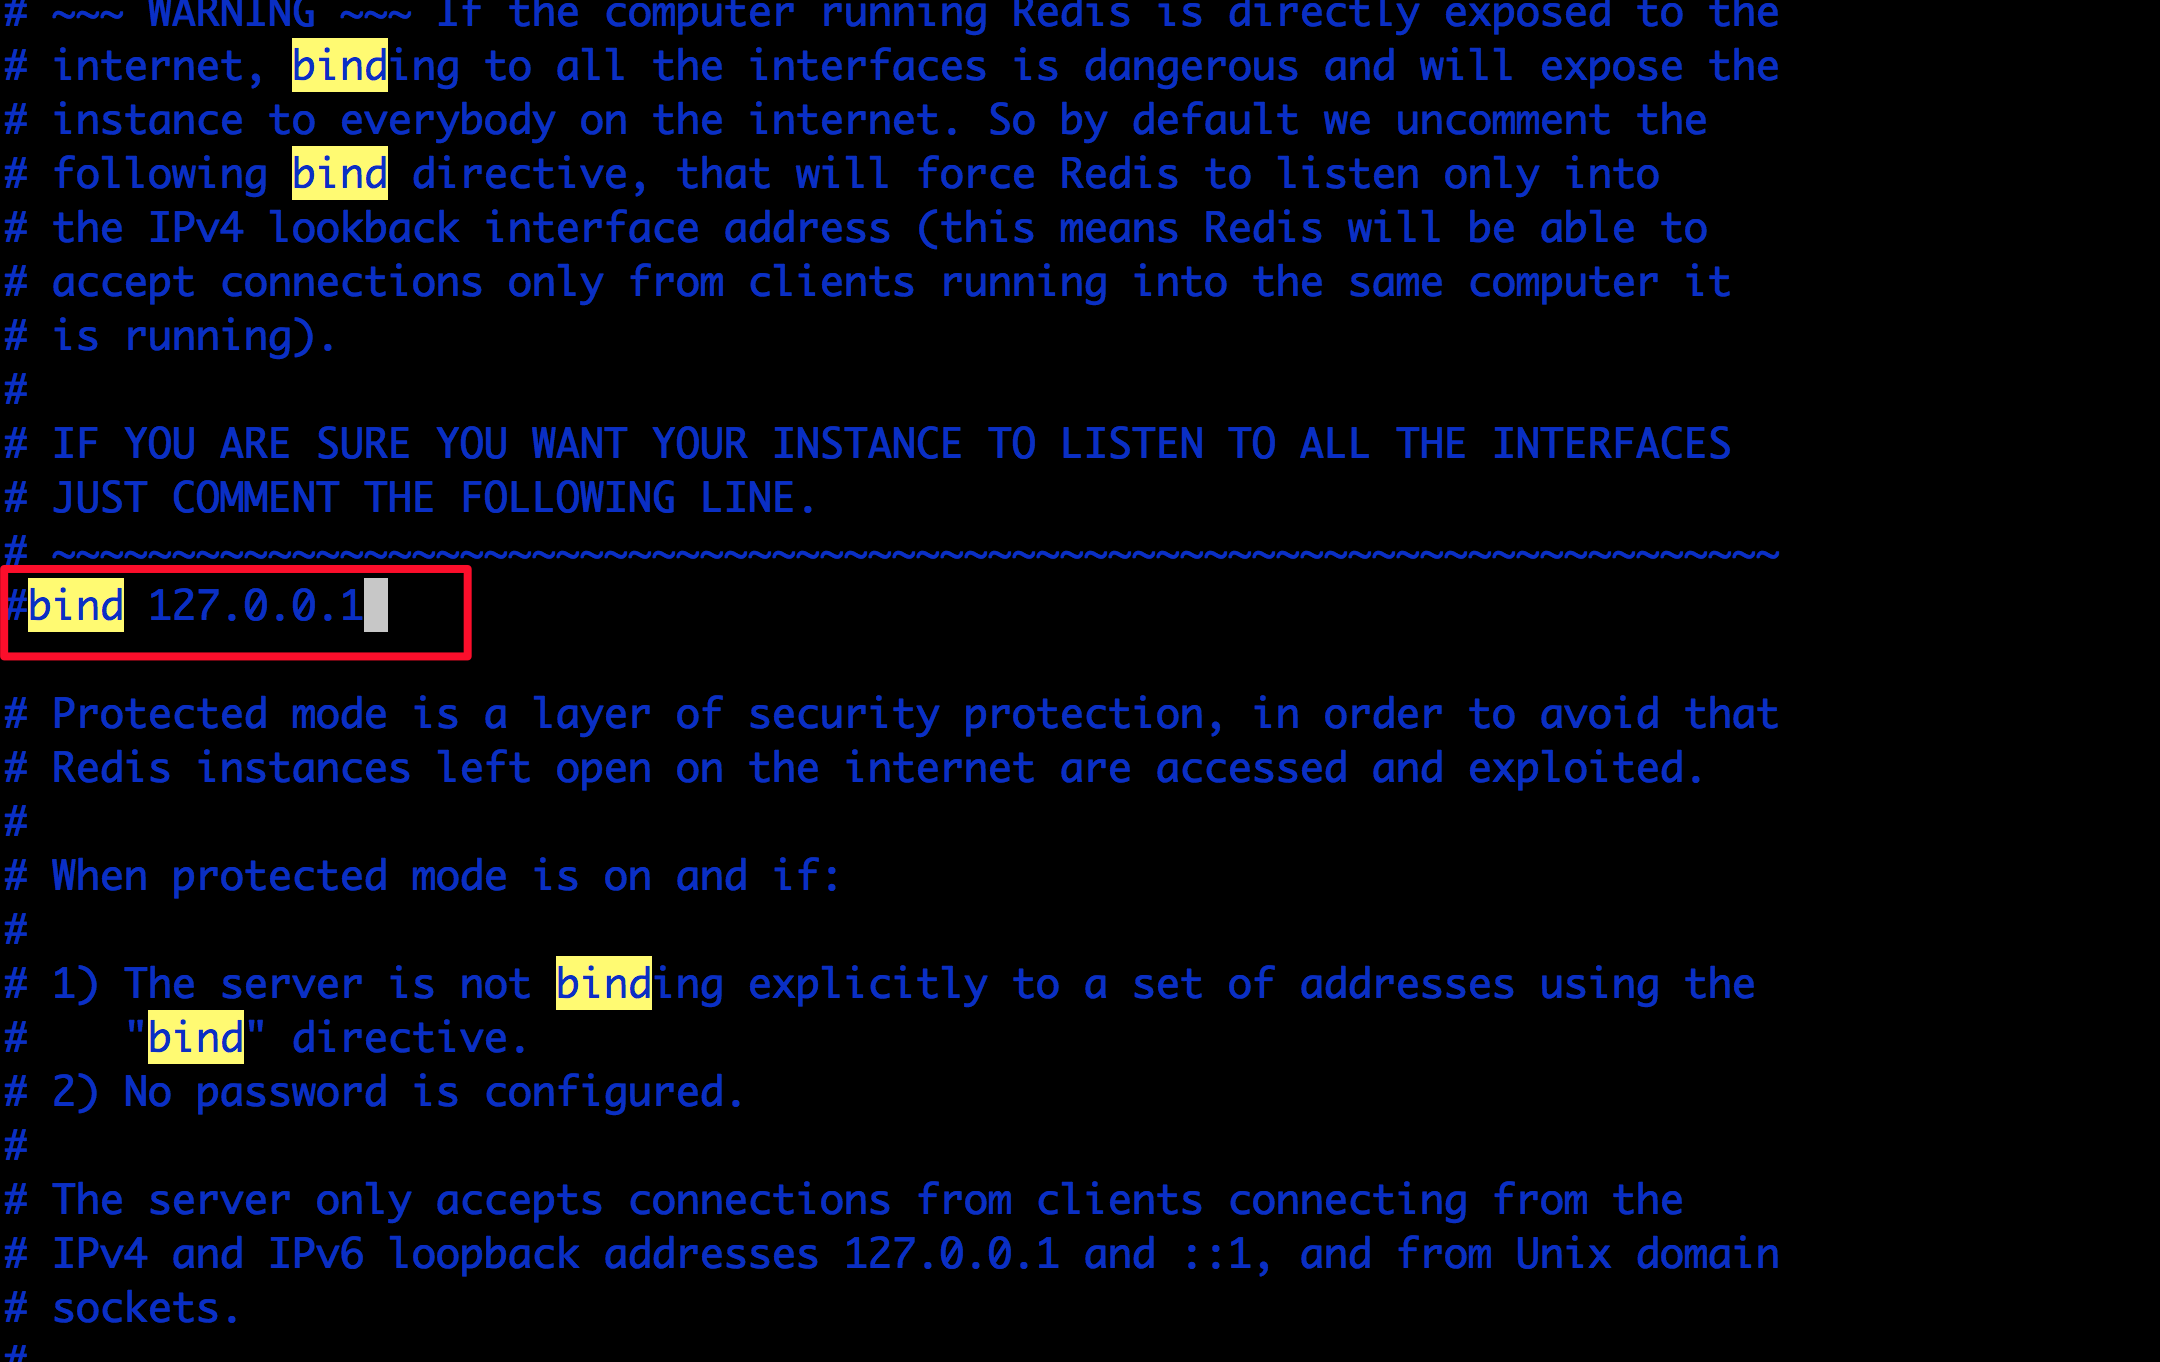 # ~~~ WARNING ~~~ If the computer running Redis is directly exposed to the
# internet, binding to all the interfaces is dangerous and will expose the
# instance to everybody on the internet. So by default we uncomment the
# following bind directive, that will force Redis to listen only into
# the IPv4 lookback interface address (this means Redis will be able to
# accept connections only from clients running into the same computer it
# is running).
#
# IF YOU ARE SURE YOU WANT YOUR INSTANCE TO LISTEN TO ALL THE INTERFACES
# JUST COMMENT THE FOLLOWING LINE.
# ~~~~~~~~~~~~~~~~~~~~~~~~~~~~~~~~~~~~~~~~~~~~~~~~~~~~~~~~~~~~~~~~~~~~~~~~
#bind 127.0.0.1
# Protected mode is a layer of security protection, in order to avoid that
# Redis instances left open on the internet are accessed and exploited.
#
# When protected mode is on and if:
#
# 1) The server is not binding explicitly to a set of addresses using the
#    "bind" directive.
# 2) No password is configured.
#
# The server only accepts connections from clients connecting from the
# IPv4 and IPv6 loopback addresses 127.0.0.1 and ::1, and from Unix domain
# sockets.
#